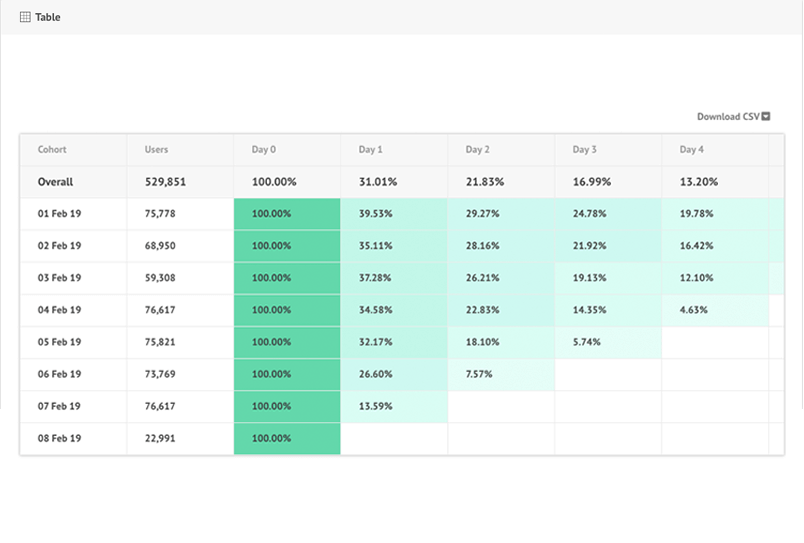 Table
Download CSV
Cohort Users Day 0 Day 1 Day 2 Day 3 Day 4
Overall 529,851 100.00% 31.01% 21.83% 16.99% 13.20%
01 Feb 19 75,778 100.00% 39.53% 29.27% 24.78% 19.78%
02 Feb 19 68,950 100.00% 35.11% 28.16% 21.92% 16.42%
03 Feb 19 59,308 100.00% 37.28% 26.21% 19.13% 12.10%
04 Feb 19 76,617 100.00% 34.58% 22.83% 14.35% 4.63%
05 Feb 19 75,821 100.00% 32.17% 18.10% 5.74%
06 Feb 19 73,769 100.00% 26.60% 7.57%
07 Feb 19 76,617 100.00% 13.59%
08 Feb 19 22,991 100.00%